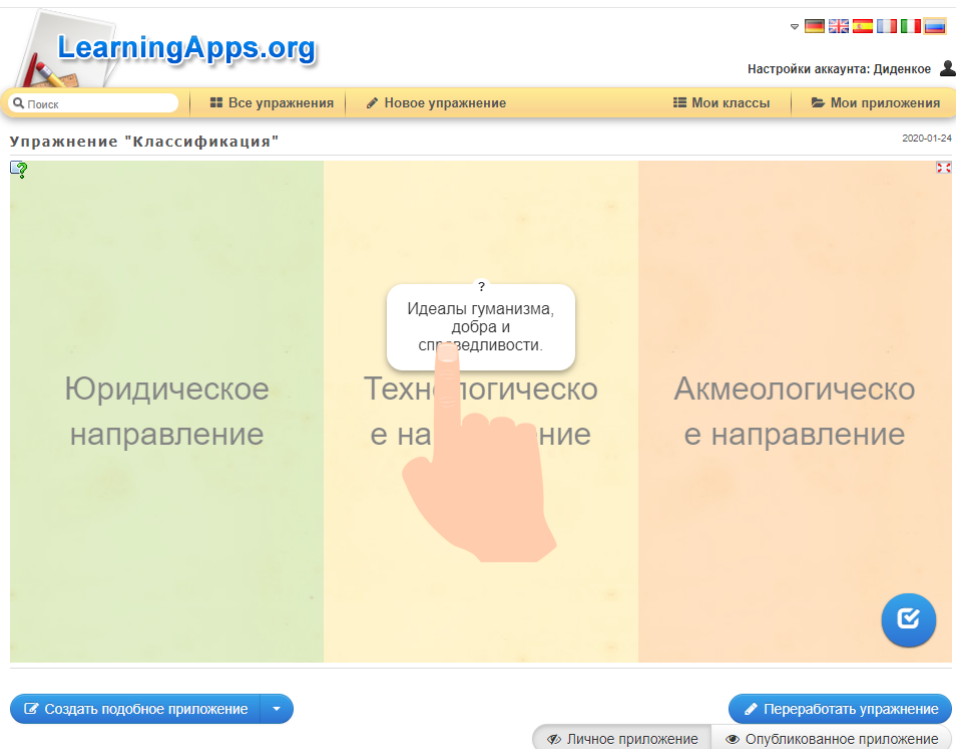 LearningApps.org
Настройки аккаунта: Диденкое
Поиск
Все упражнения
Новое упражнение
Мои классы
Мои приложения
Упражнение "Классификация"
2020-01-24
?
Идеалы гуманизма,
добра и
справедливости.
Юридическое
направление
Технологическо
е направление
Акмеологическо
е направление
Создать подобное приложение
Переработать упражнение
Личное приложение
Опубликованное приложение